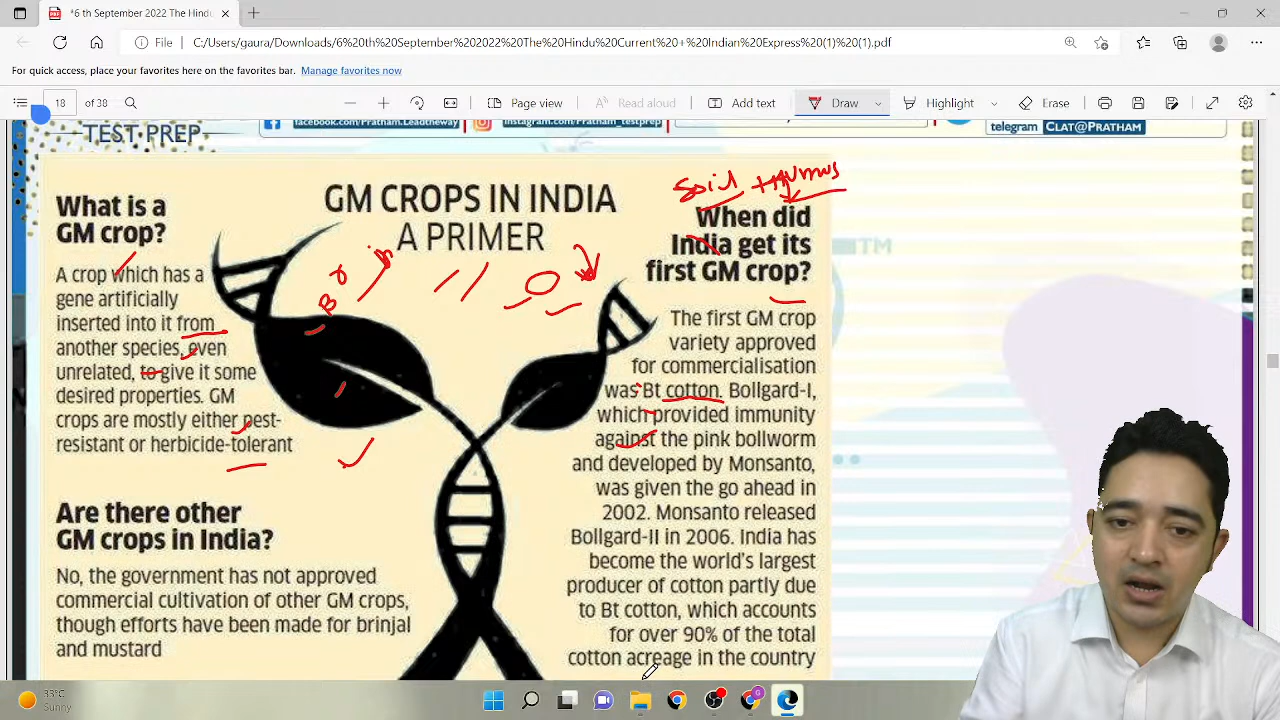 *6 th September 2022 The Hindu
File
C:/Users/gaura/Downloads/6%20th%20September%202022%20The%20Hindu%20Current%20+%20Indian%20Express%20(1)%20(1).pdf
For quick access, place your favorites here on the favorites bar. Manage favorites now
18 of 38
Page view
Read aloud
Add text
Draw
Highlight
Erase
TEST PREP
facebook.com/Pratham.Leadtheway
instagram.com/Pratham_testprep
telegram CLAT@PRATHAM
Soil + Humus
TM
GM CROPS IN INDIA
A PRIMER
What is a
GM crop?
A crop which has a
gene artificially
inserted into it from
another species, even
unrelated, to give it some
desired properties. GM
crops are mostly either pest-
resistant or herbicide-tolerant
Are there other
GM crops in India?
No, the government has not approved
commercial cultivation of other GM crops,
though efforts have been made for brinjal
and mustard
When did
India get its
first GM crop?
The first GM crop
variety approved
for commercialisation
was Bt cotton. Bollgard-I,
which provided immunity
against the pink bollworm
and developed by Monsanto,
was given the go ahead in
2002. Monsanto released
Bollgard-II in 2006. India has
become the world's largest
producer of cotton partly due
to Bt cotton, which accounts
for over 90% of the total
cotton acreage in the country
33°C
Sunny